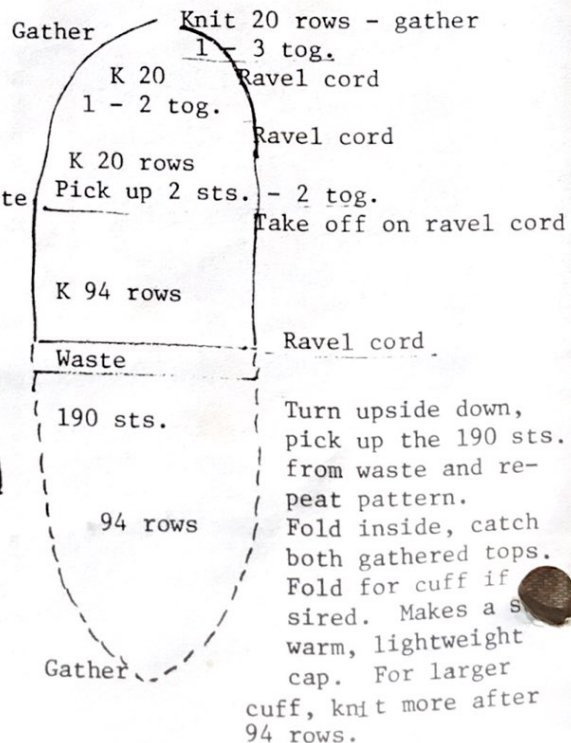 Gather
Knit 20 rows - gather
1 - 3 tog.
K 20
Ravel cord
1 - 2 tog.
Ravel cord
K 20 rows
te
Pick up 2 sts. - 2 tog.
Take off on ravel cord
K 94 rows
Ravel cord
Waste
190 sts.
94 rows
Gather
Turn upside down,
pick up the 190 sts.
from waste and re-
peat pattern.
Fold inside, catch
both gathered tops.
Fold for cuff if
sired. Makes a
warm, lightweight
cap. For larger
cuff, knit more after
94 rows.